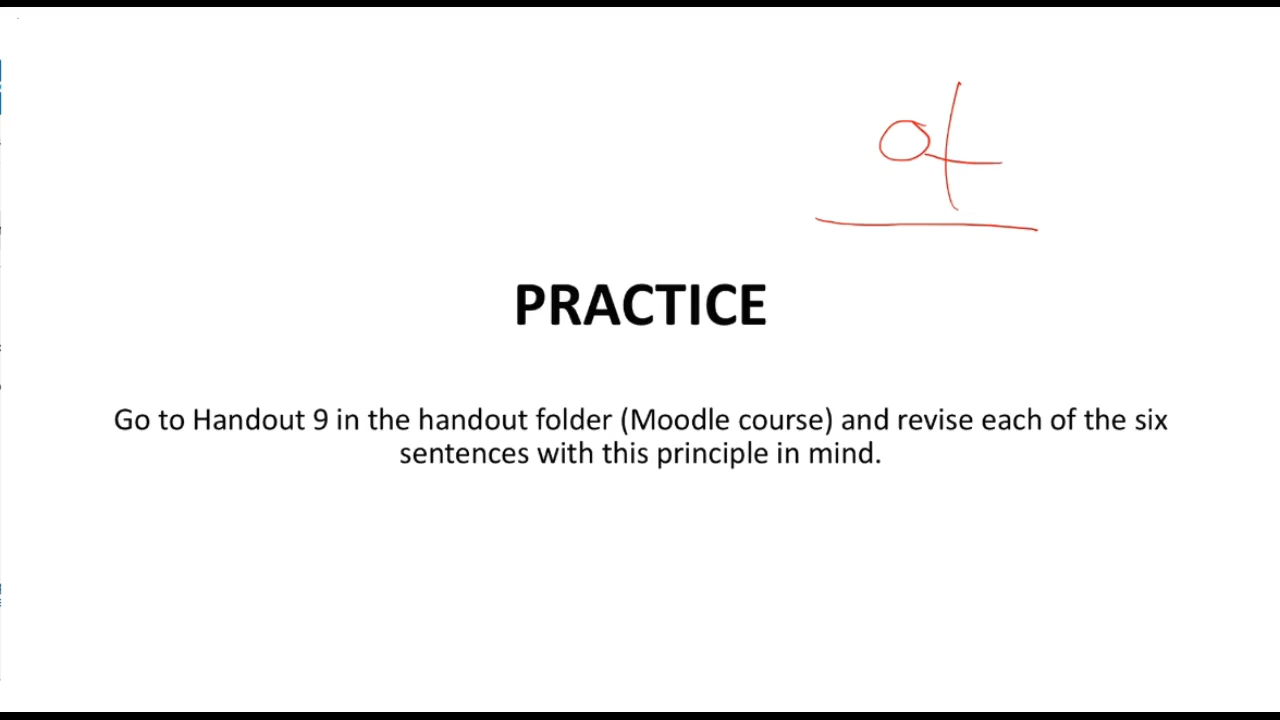 of
PRACTICE
Go to Handout 9 in the handout folder (Moodle course) and revise each of the six
sentences with this principle in mind.